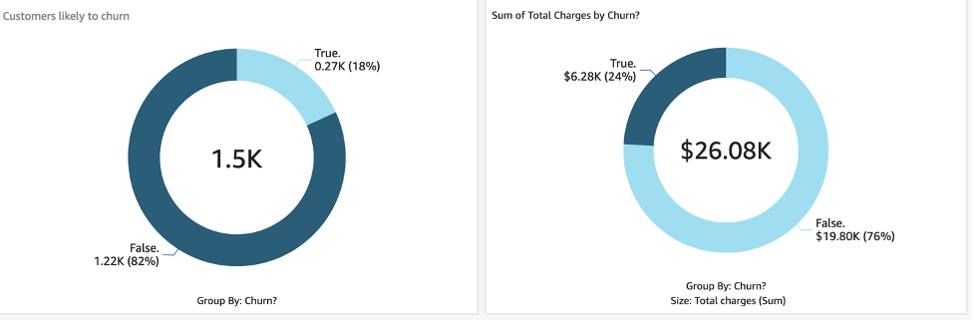 Customers likely to churn
True.
0.27K (18%)
1.5K
False.
1.22K (82%)
Group By: Churn?
Sum of Total Charges by Churn?
True.
$6.28K (24%)
$26.08K
False.
$19.80K (76%)
Group By: Churn?
Size: Total charges (Sum)